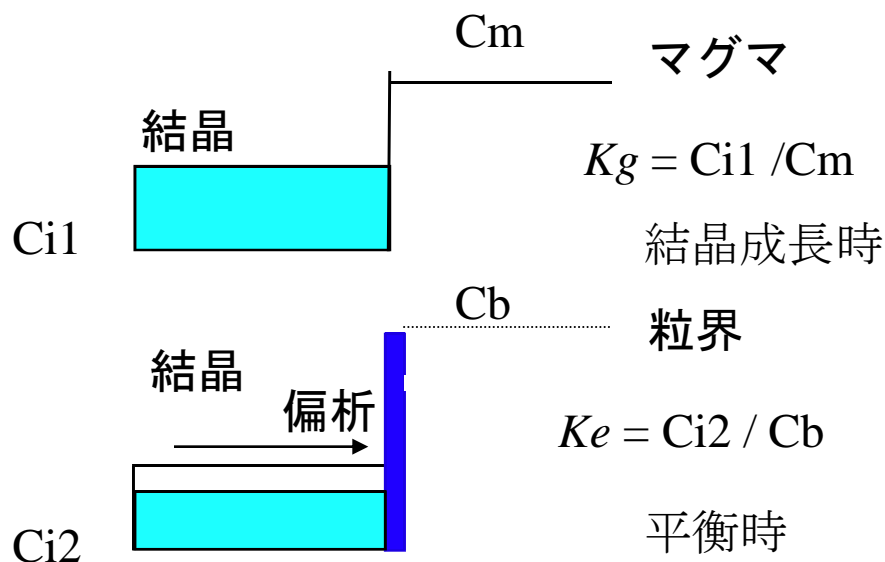 Cm
マグマ
結晶
Kg = Ci1 /Cm
Ci1
結晶成長時
Cb
粒界
結晶
偏析
Ke = Ci2 / Cb
Ci2
平衡時